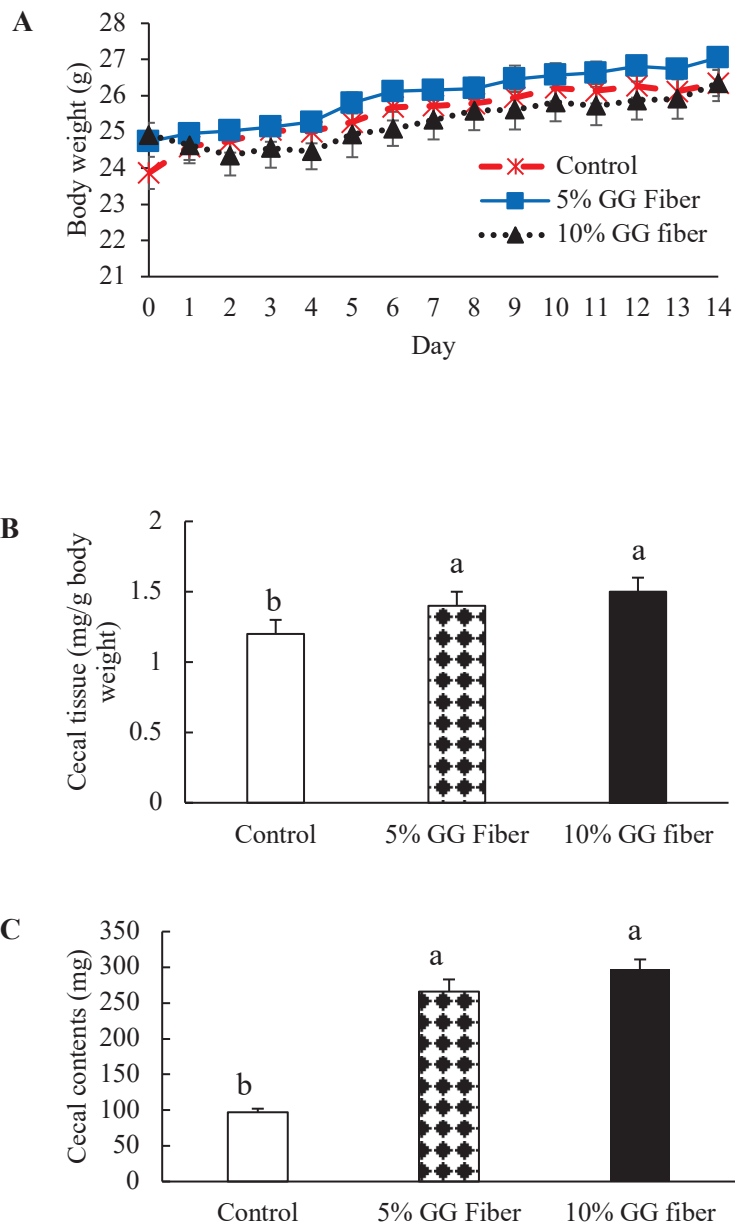 A
Body weight (g)
28
27
26
25
24
23
22
21
Control
5% GG Fiber
10% GG fiber
0 1 2 3 4 5 6 7 8 9 10 11 12 13 14
Day
B
Cecal tissue (mg/g body
weight)
2
1.5
1
0.5
0
b
a
a
Control 5% GG Fiber 10% GG fiber
C
Cecal contents (mg)
350
300
250
200
150
100
50
0
b
a
a
Control 5% GG Fiber 10% GG fiber